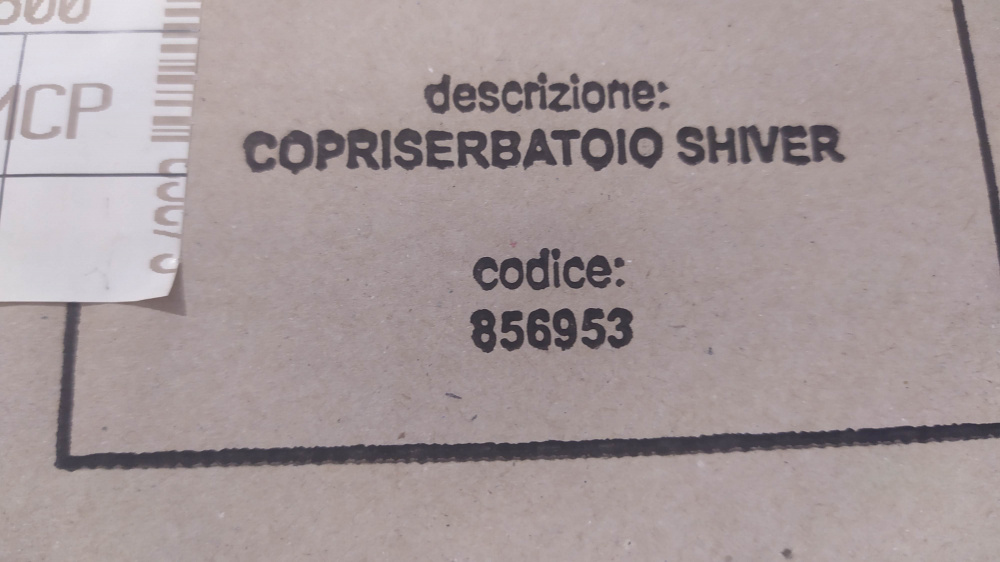 descrizione:
COPRISERBATOIO SHIVER
codice:
856953